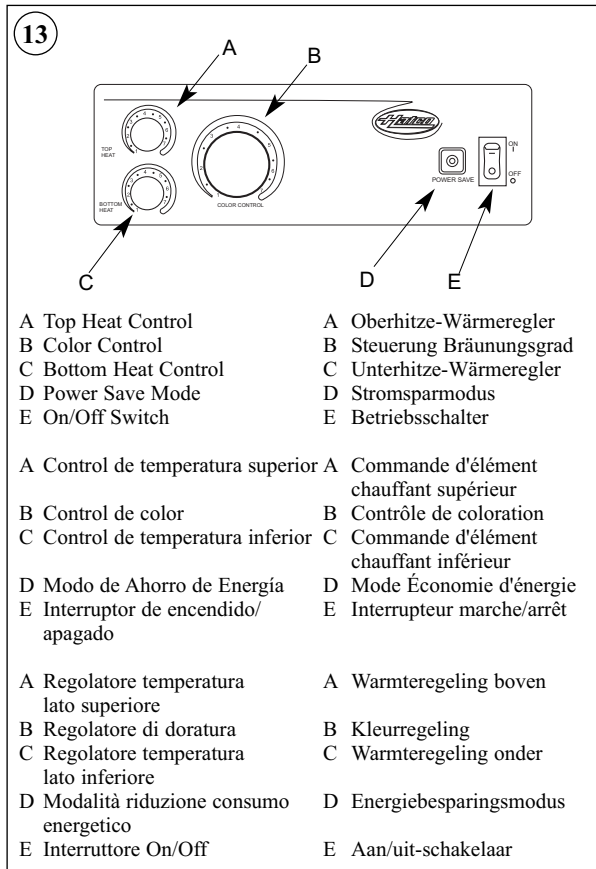 13
A
B
Hatco
TOP
HEAT
BOTTOM
HEAT
COLOR CONTROL
POWER SAVE
ON
I
OFF
O
C
D
E
A Top Heat Control
B Color Control
C Bottom Heat Control
D Power Save Mode
E On/Off Switch
A Oberhitze-Wärmeregler
B Steuerung Bräunungsgrad
C Unterhitze-Wärmeregler
D Stromsparmodus
E Betriebsschalter
A Control de temperatura superior
B Control de color
C Control de temperatura inferior
D Modo de Ahorro de Energía
E Interruptor de encendido/
apagado
A Commande d'élément
chauffant supérieur
B Contrôle de coloration
C Commande d'élément
chauffant inférieur
D Mode Économie d'énergie
E Interrupteur marche/arrêt
A Regolatore temperatura
lato superiore
B Regolatore di doratura
C Regolatore temperatura
lato inferiore
D Modalità riduzione consumo
energetico
E Interruttore On/Off
A Warmteregeling boven
B Kleurregeling
C Warmteregeling onder
D Energiebesparingsmodus
E Aan/uit-schakelaar